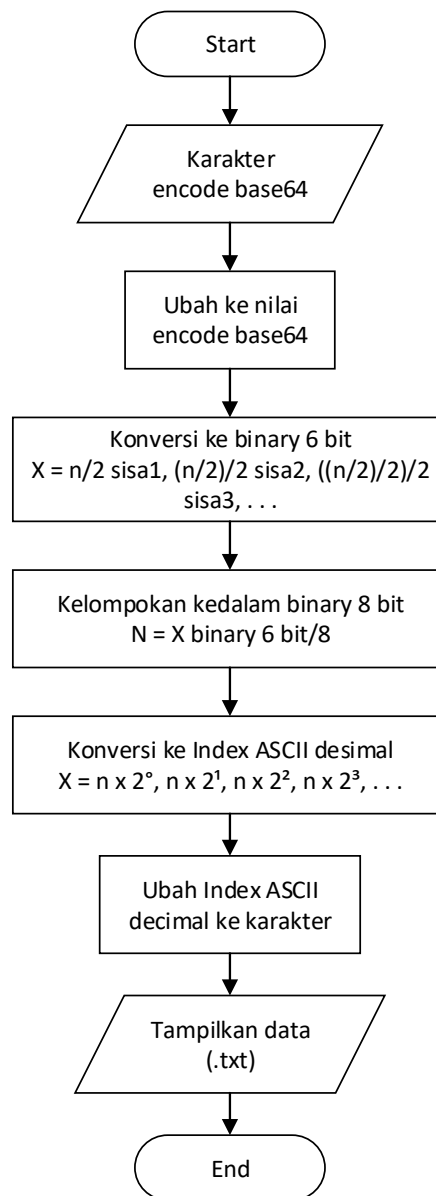 Start
Karakter
encode base64
Ubah ke nilai
encode base64
Konversi ke binary 6 bit
X = n/2 sisa1, (n/2)/2 sisa2, ((n/2)/2)/2
sisa3, . . .
Kelompokan kedalam binary 8 bit
N = X binary 6 bit/8
Konversi ke Index ASCII desimal
X = n x 2°, n x 2¹, n x 2², n x 2³, . . .
Ubah Index ASCII
decimal ke karakter
Tampilkan data
(.txt)
End